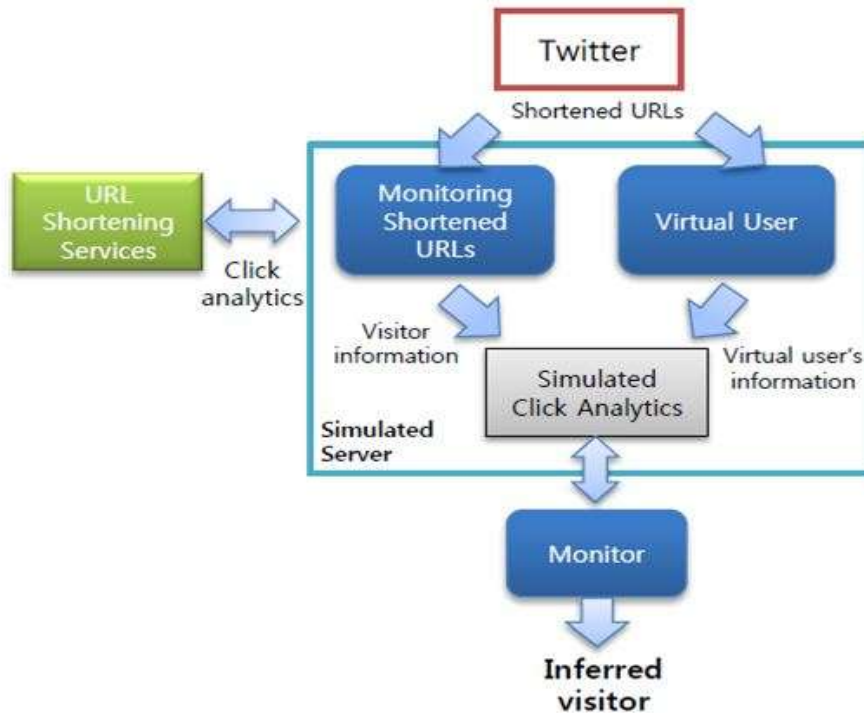 Twitter
Shortened URLs
URL
Shortening
Services
Click
analytics
Monitoring
Shortened
URLs
Virtual User
Visitor
information
Virtual user's
information
Simulated
Click Analytics
Simulated
Server
Monitor
Inferred
visitor